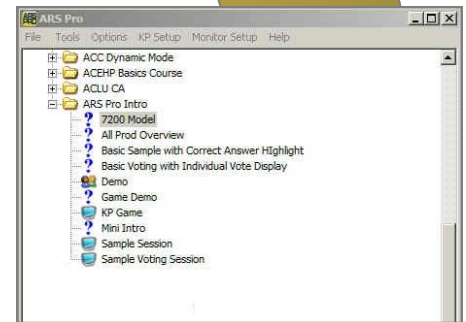 ARS Pro
File Tools Options KP Setup Monitor Setup Help
ACC Dynamic Mode
ACEHP Basics Course
ACLU CA
ARS Pro Intro
7200 Model
All Prod Overview
Basic Sample with Correct Answer HIghlight
Basic Voting with Individual Vote Display
Demo
Game Demo
KP Game
Mini Intro
Sample Session
Sample Voting Session